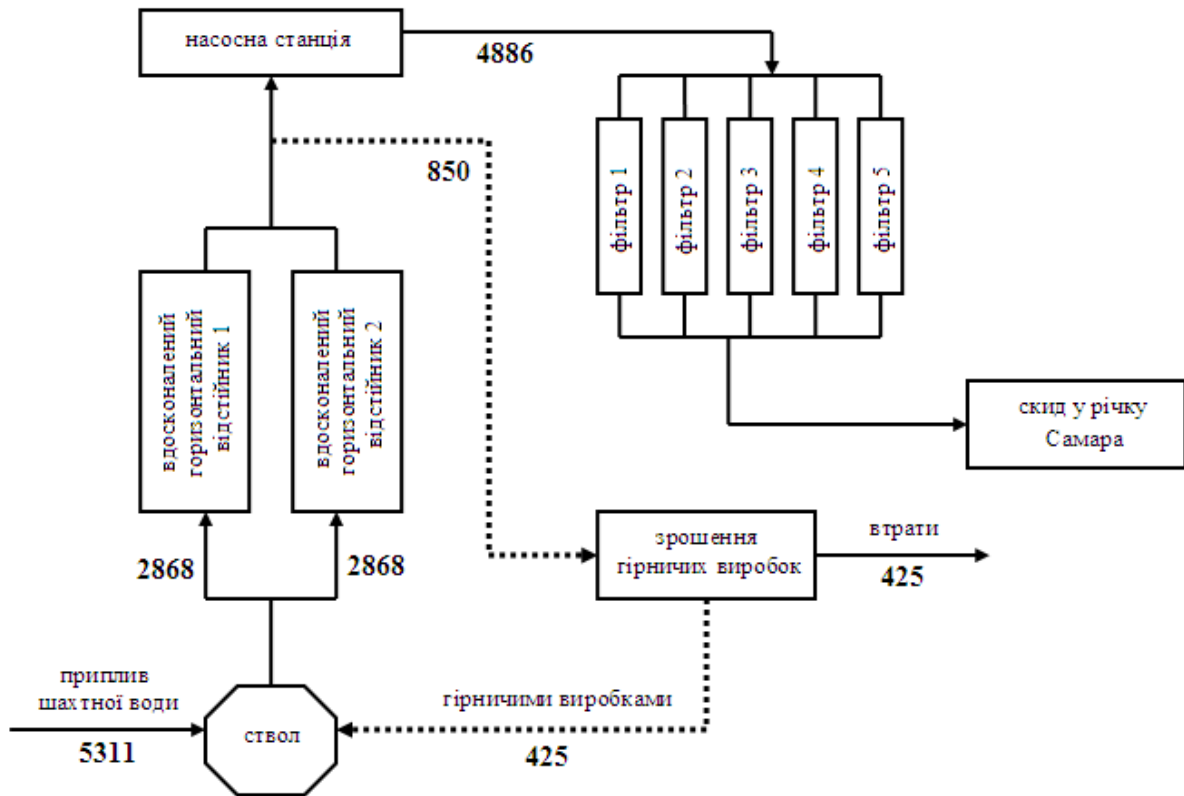 насосна станція
4886
850
фільтр 1
фільтр 2
фільтр 3
фільтр 4
фільтр 5
вдосконалений
горизонтальний
відстійник 1
вдосконалений
горизонтальний
відстійник 2
скид у річку
Самара
2868
2868
зрошення
гірничих виробок
втрати
425
приплив
шахтної води
5311
ствол
гірничими виробками
425